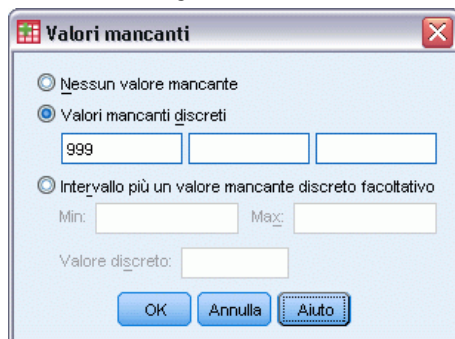 Valori mancanti
Nessun valore mancante
Valori mancanti discreti
999
Intervallo più un valore mancante discreto facoltativo
Min: Max:
Valore discreto:
OK Annulla Aiuto